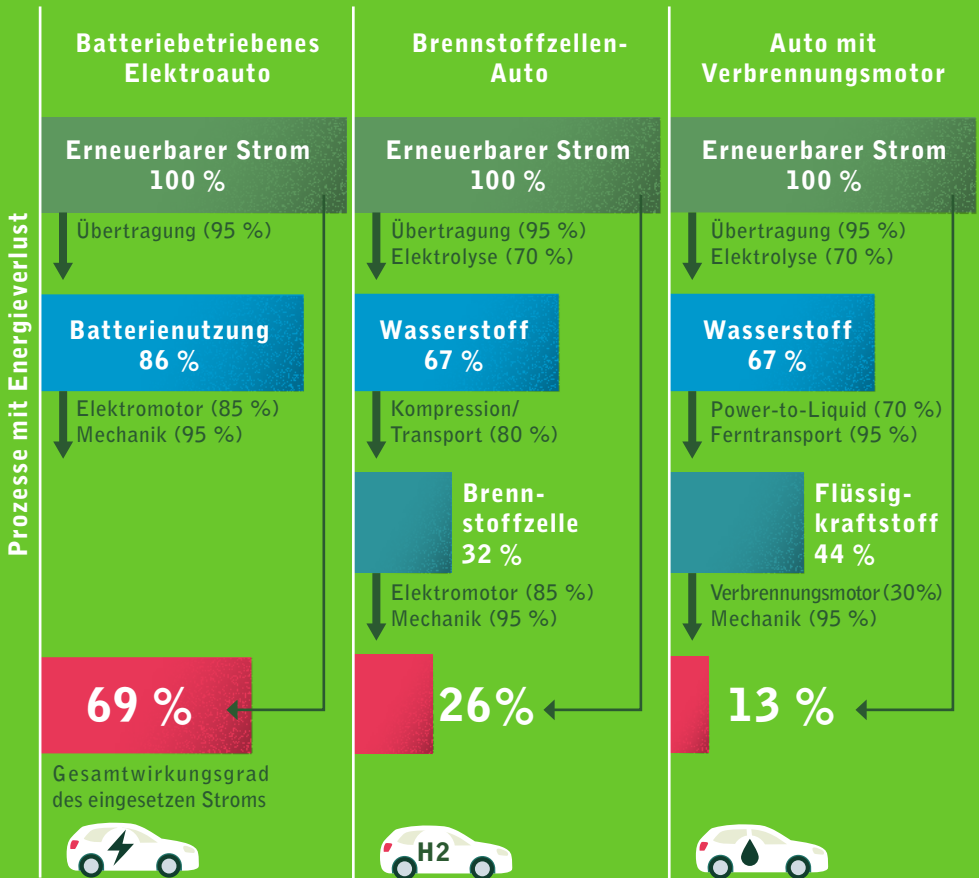 Prozesse mit Energieverlust
Batteriebetriebenes
Elektroauto
Erneuerbarer Strom
100 %
Übertragung (95 %)
Batterienutzung
86 %
Elektromotor (85 %)
Mechanik (95 %)
69 %
Gesamtwirkungsgrad
des eingesetzen Stroms
Brennstoffzellen-
Auto
Erneuerbarer Strom
100 %
Übertragung (95 %)
Elektrolyse (70 %)
Wasserstoff
67 %
Kompression/
Transport (80 %)
Brenn-
stoffzelle
32 %
Elektromotor (85 %)
Mechanik (95 %)
26%
H2
Auto mit
Verbrennungsmotor
Erneuerbarer Strom
100 %
Übertragung (95 %)
Elektrolyse (70 %)
Wasserstoff
67 %
Power-to-Liquid (70 %)
Ferntransport (95 %)
Flüssig-
kraftstoff
44 %
Verbrennungsmotor (30%)
Mechanik (95 %)
13 %